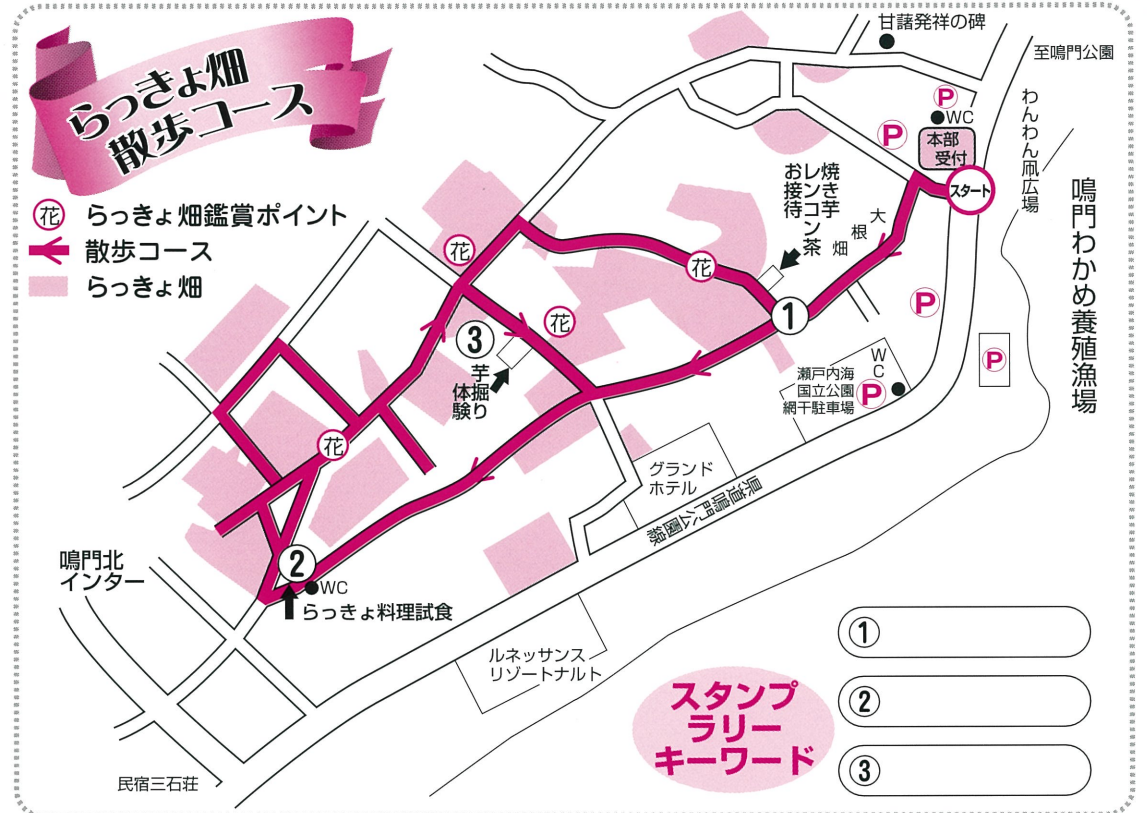 らっきょ畑
散歩コース
花 らっきょ畑鑑賞ポイント
散歩コース
らっきょ畑
甘藷発祥の碑
至鳴門公園
P
WC
P
本部
受付
スタート
わんわん凧広場
鳴門わかめ養殖漁場
焼き芋
レンコン茶
お接待
大根畑
花
花
花
1
3
芋掘り
体験
P
P
WC
瀬戸内海
国立公園
網干駐車場
P
花
グランド
ホテル
県道鳴門公園線
2
WC
らっきょ料理試食
鳴門北
インター
ルネッサンス
リゾートナルト
民宿三石荘
スタンプ
ラリー
キーワード
1
2
3